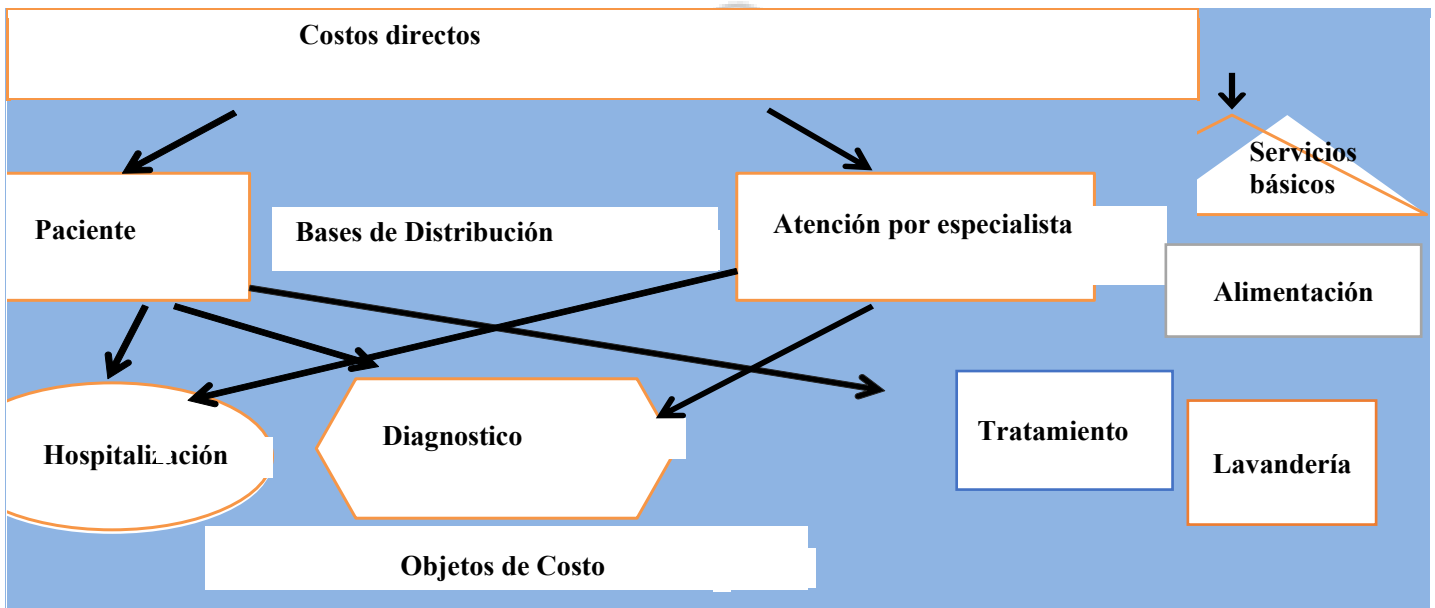 Costos directos
Servicios
básicos
Paciente
Bases de Distribución
Atención por especialista
Alimentación
Hospitalización
Diagnostico
Tratamiento
Lavandería
Objetos de Costo